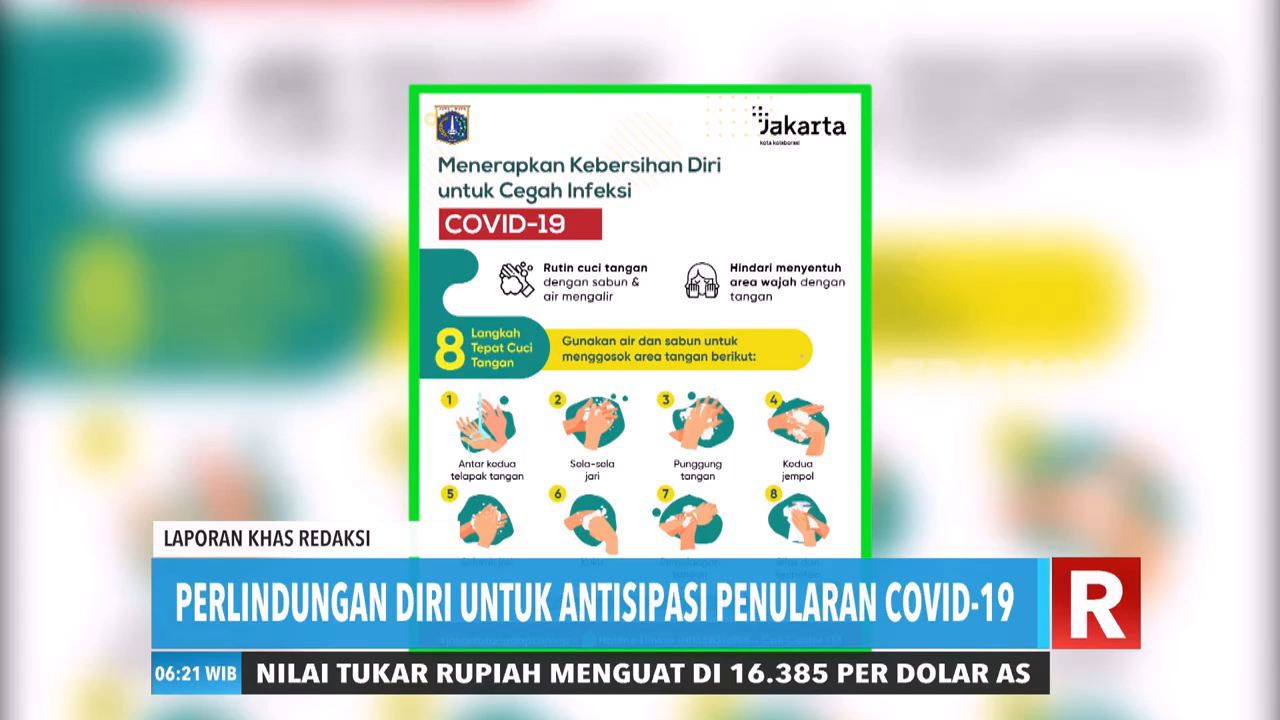 Jakarta
kota kolaborasi
Menerapkan Kebersihan Diri
untuk Cegah Infeksi
COVID-19
Rutin cuci tangan
dengan sabun &
air mengalir
Hindari menyentuh
area wajah dengan
tangan
8 Langkah
Tepat Cuci
Tangan
Gunakan air dan sabun untuk
menggosok area tangan berikut:
1
Antar kedua
telapak tangan
2
Sela-sela
jari
3
Punggung
tangan
4
Kedua
jempol
5
6
7
8
LAPORAN KHAS REDAKSI
PERLINDUNGAN DIRI UNTUK ANTISIPASI PENULARAN COVID-19
R
06:21 WIB
NILAI TUKAR RUPIAH MENGUAT DI 16.385 PER DOLAR AS